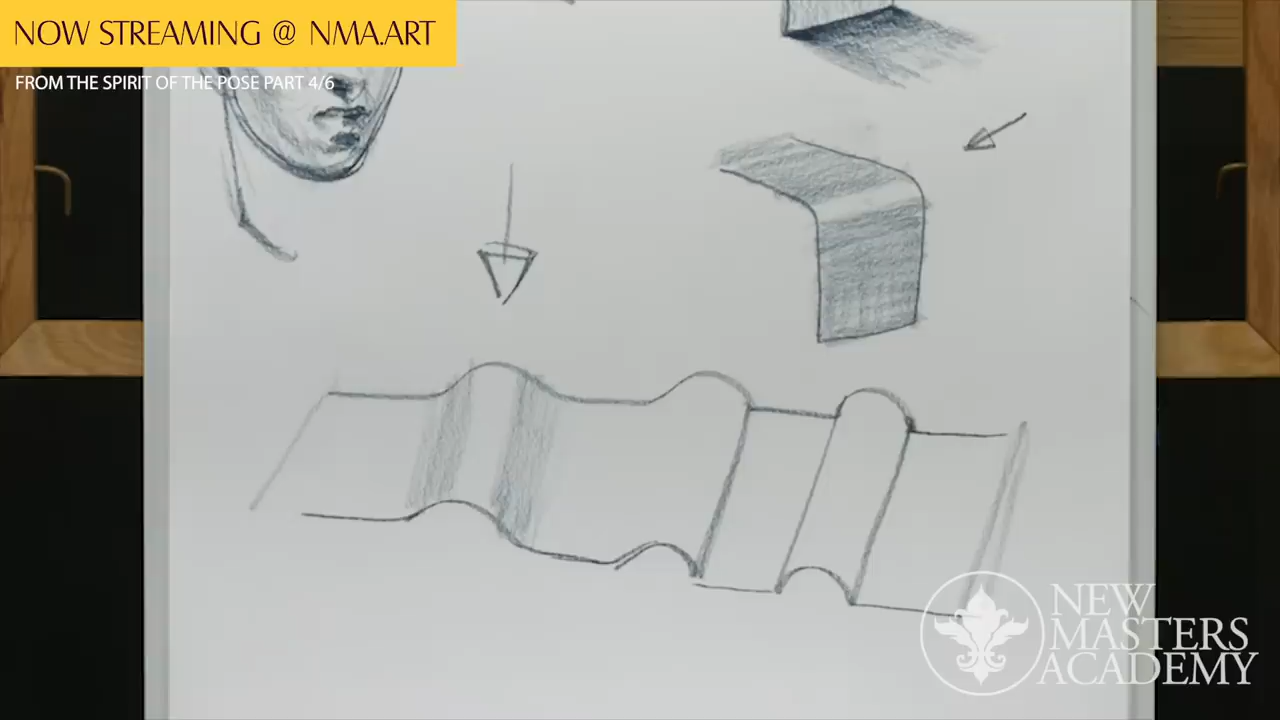 NOW STREAMING @ NMA.ART
FROM THE SPIRIT OF THE POSE PART 4/6
NEW
MASTERS
ACADEMY